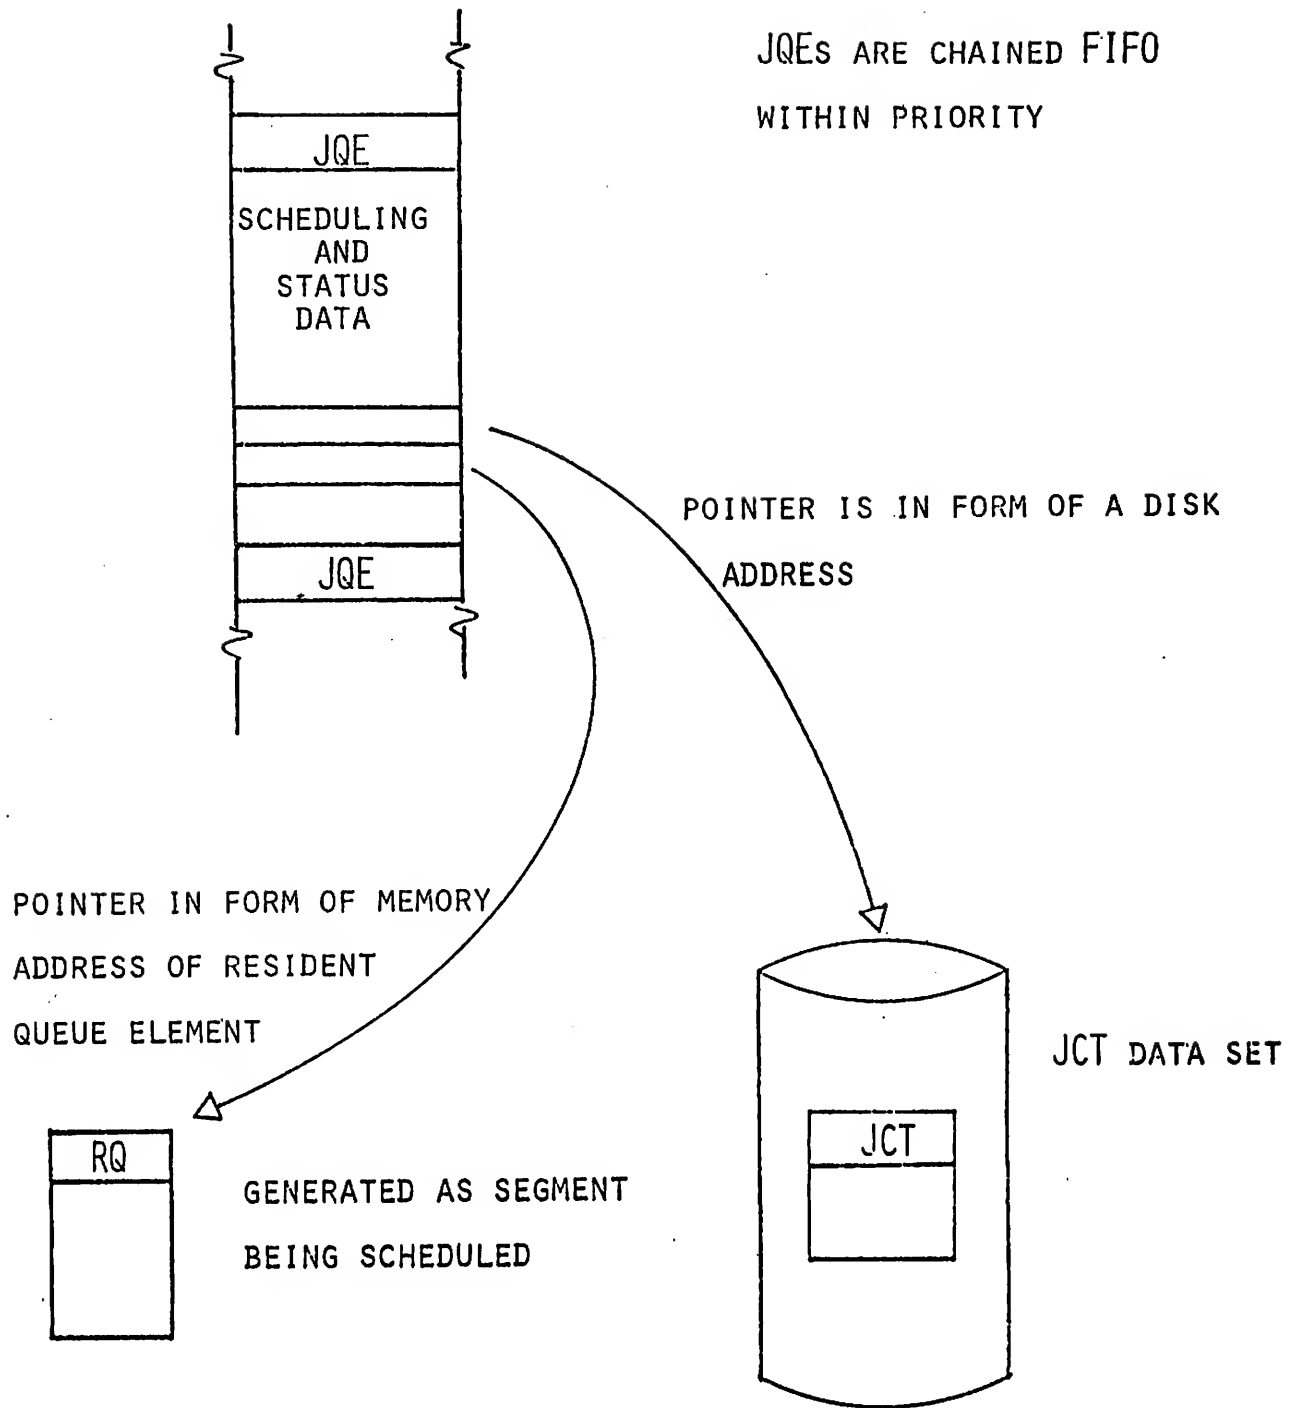 JQES ARE CHAINED FIFO
WITHIN PRIORITY
JQE
SCHEDULING
AND
STATUS
DATA
POINTER IS IN FORM OF A DISK
ADDRESS
JQE
POINTER IN FORM OF MEMORY
ADDRESS OF RESIDENT
QUEUE ELEMENT
JCT DATA SET
RQ
JCT
GENERATED AS SEGMENT
BEING SCHEDULED